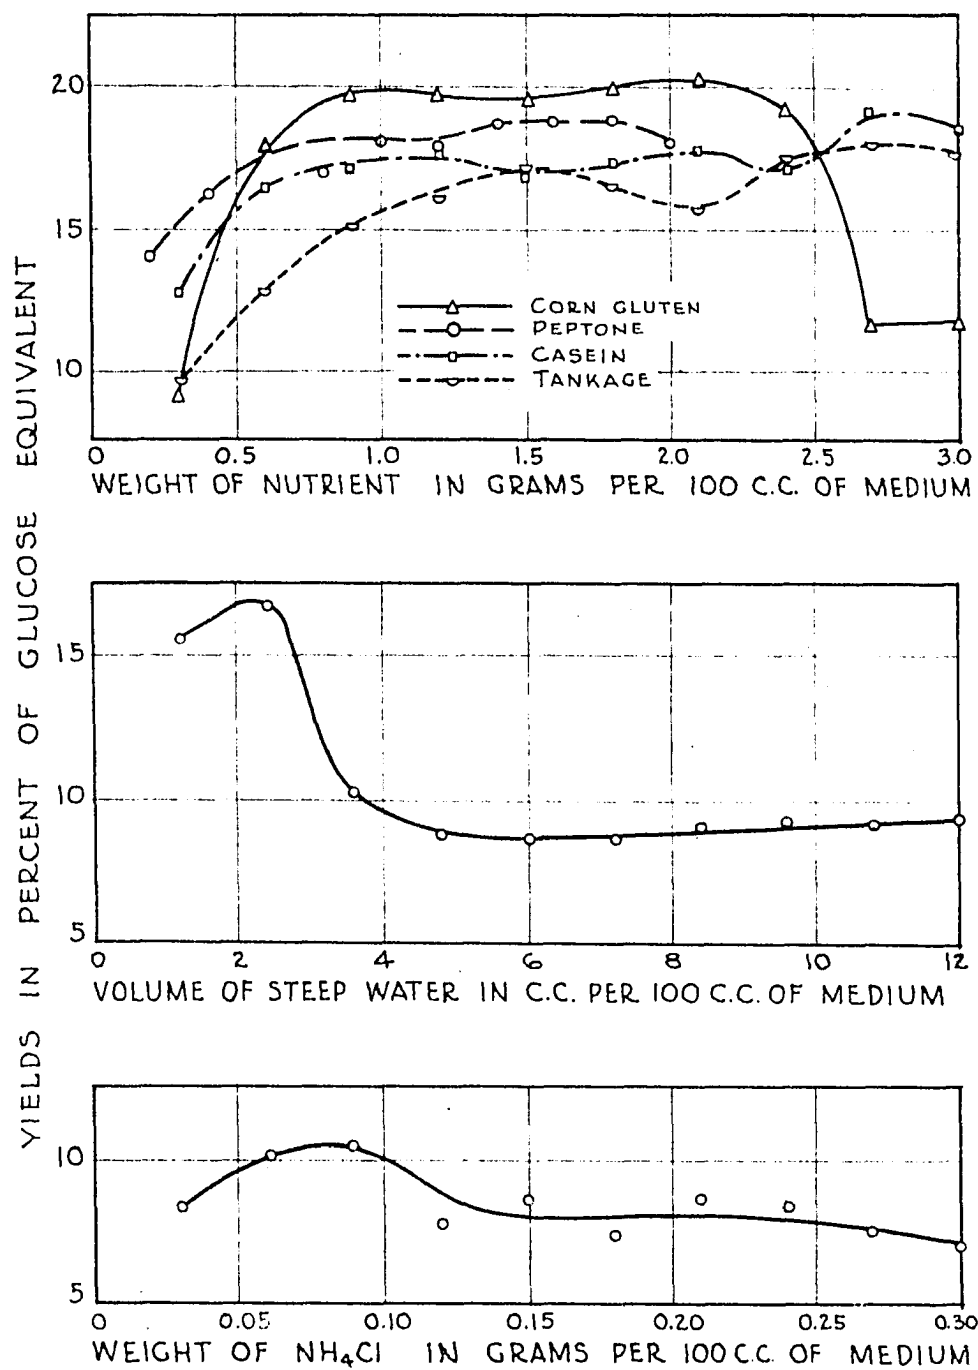 YIELDS IN PERCENT OF GLUCOSE EQUIVALENT
20
15
10
CORN GLUTEN
PEPTONE
CASEIN
TANKAGE
0 0.5 1.0 1.5 2.0 2.5 3.0
WEIGHT OF NUTRIENT IN GRAMS PER 100 C.C. OF MEDIUM
15
10
5
0 2 4 6 8 10 12
VOLUME OF STEEP WATER IN C.C. PER 100 C.C. OF MEDIUM
10
5
0 0.05 0.10 0.15 0.20 0.25 0.30
WEIGHT OF NH₄Cl IN GRAMS PER 100 C.C. OF MEDIUM